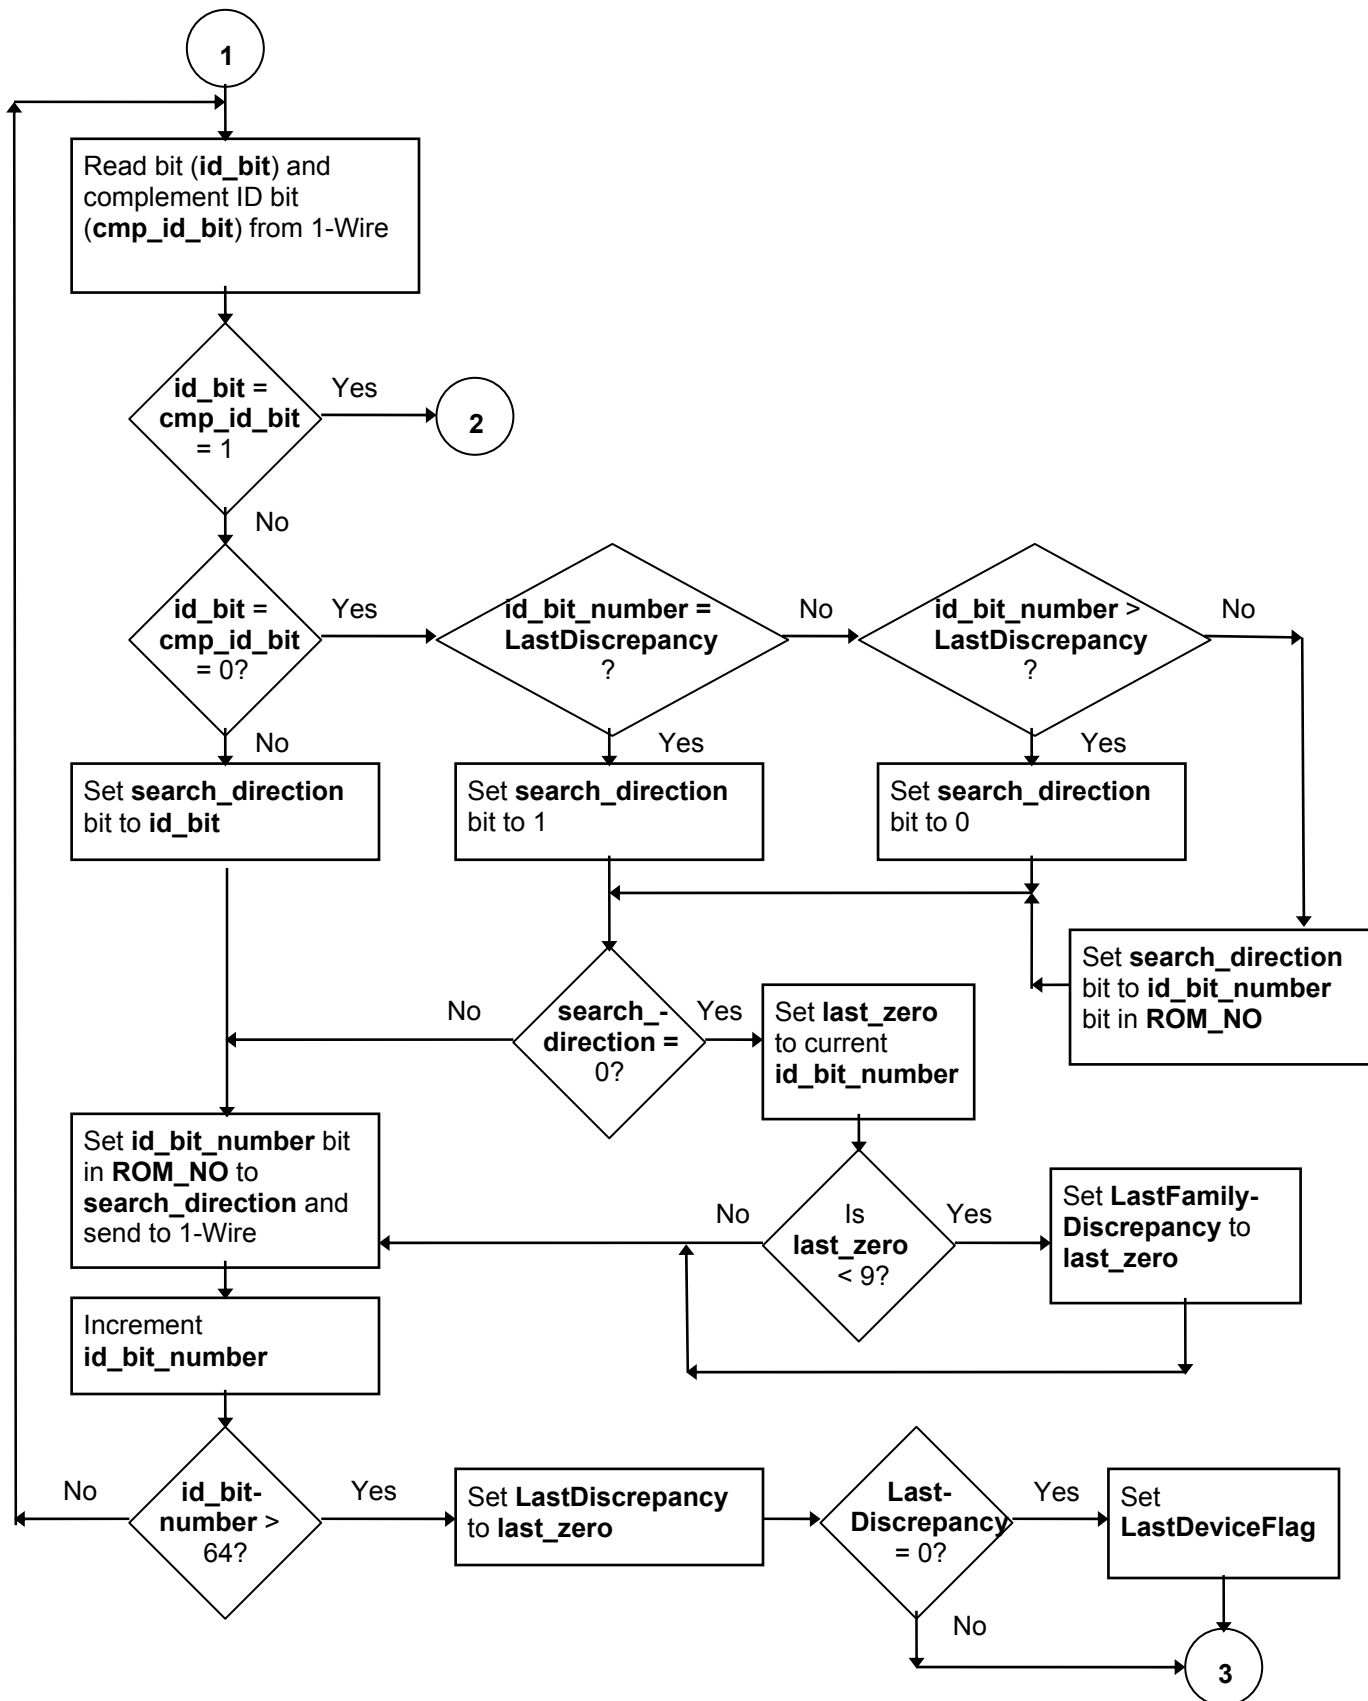 1
Read bit (id_bit) and
complement ID bit
(cmp_id_bit) from 1-Wire
id_bit =
cmp_id_bit
= 1
Yes
2
No
id_bit =
cmp_id_bit
= 0?
Yes
id_bit_number =
LastDiscrepancy
?
No
id_bit_number >
LastDiscrepancy
?
No
No
Yes
Yes
Set search_direction
bit to id_bit
Set search_direction
bit to 1
Set search_direction
bit to 0
Set search_direction
bit to id_bit_number
bit in ROM_NO
No
search_-
direction =
0?
Yes
Set last_zero
to current
id_bit_number
Set id_bit_number bit
in ROM_NO to
search_direction and
send to 1-Wire
No
Is
last_zero
< 9?
Yes
Set LastFamily-
Discrepancy to
last_zero
Increment
id_bit_number
No
id_bit-
number >
64?
Yes
Set LastDiscrepancy
to last_zero
Last-
Discrepancy
= 0?
Yes
Set
LastDeviceFlag
No
3